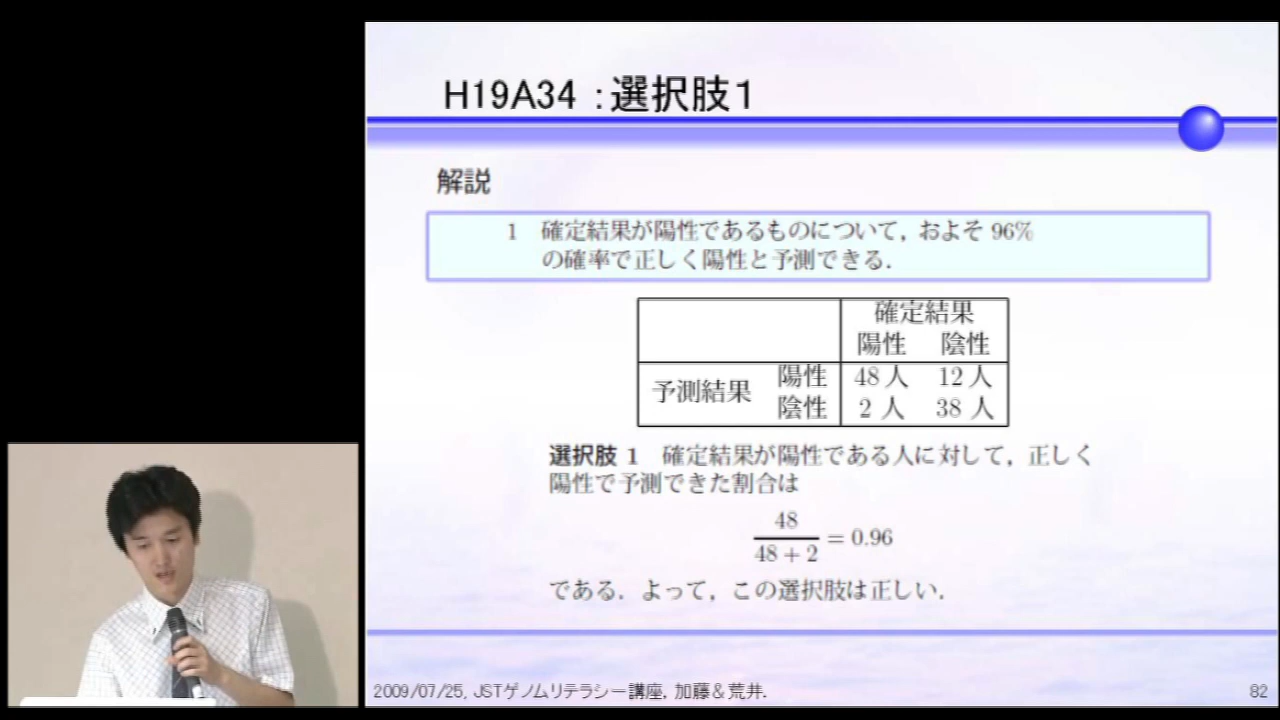 H19A34 :選択肢1
解説
1 確定結果が陽性であるものについて, およそ 96%
の確率で正しく陽性と予測できる.
確定結果
陽性 陰性
予測結果 陽性 48 人 12 人
陰性 2 人 38 人
選択肢 1 確定結果が陽性である人に対して, 正しく
陽性で予測できた割合は
48
48 + 2 = 0.96
である. よって, この選択肢は正しい.
2009/07/25, JSTゲノムリテラシー講座, 加藤&荒井. 82